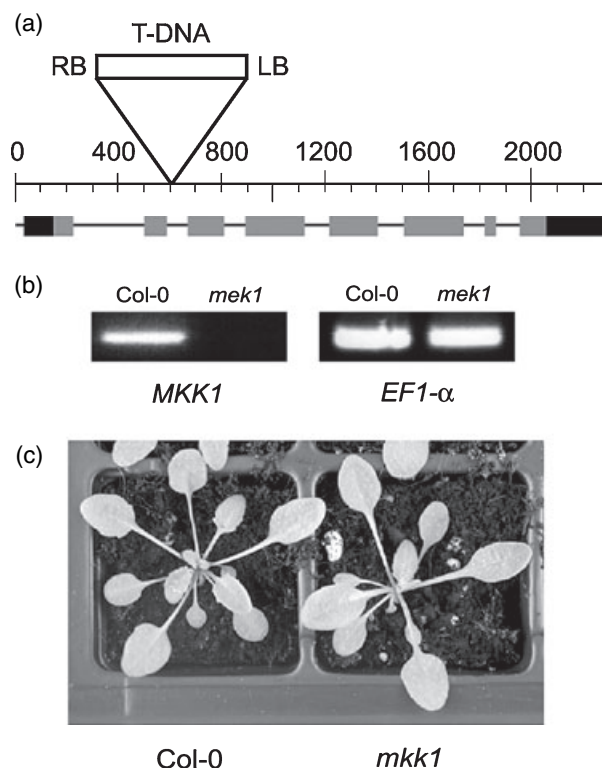 (a)
T-DNA
RB LB
0 400 800 1200 1600 2000
(b)
Col-0 mek1 Col-0 mek1
MKK1 EF1-α
(c)
Col-0 mkk1